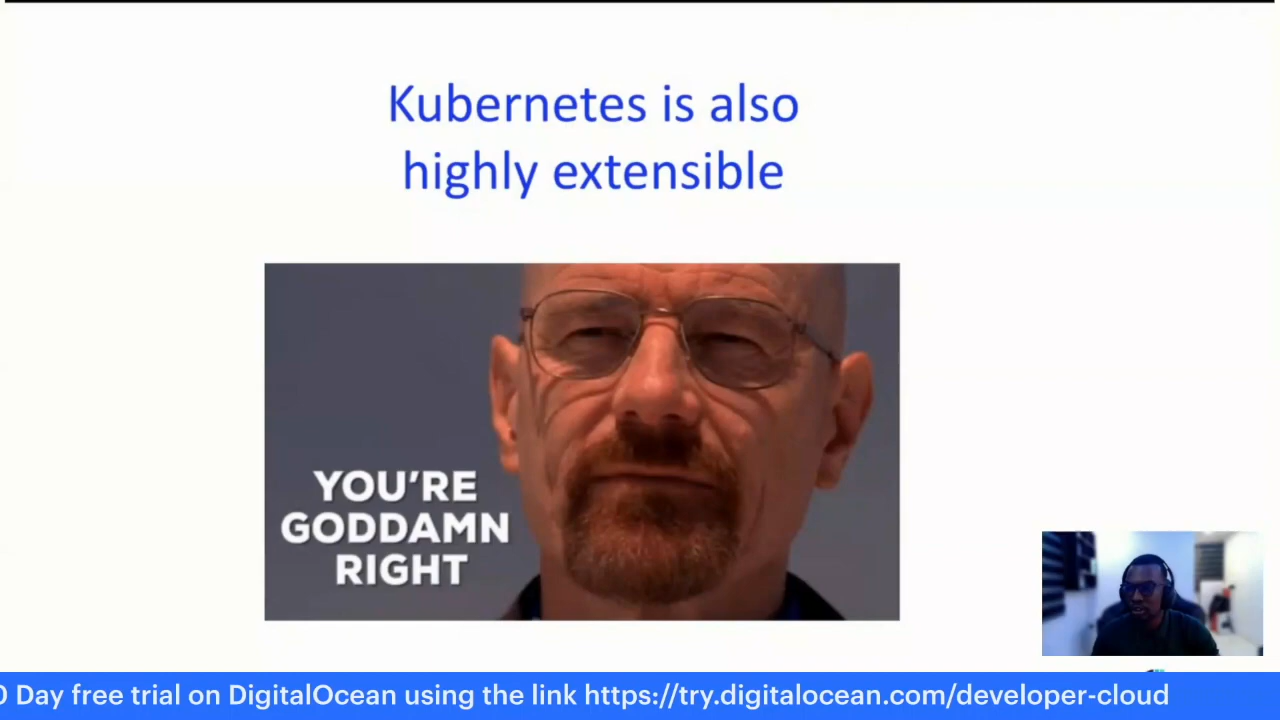 Kubernetes is also
highly extensible
YOU'RE
GODDAMN
RIGHT
0 Day free trial on DigitalOcean using the link https://try.digitalocean.com/developer-cloud